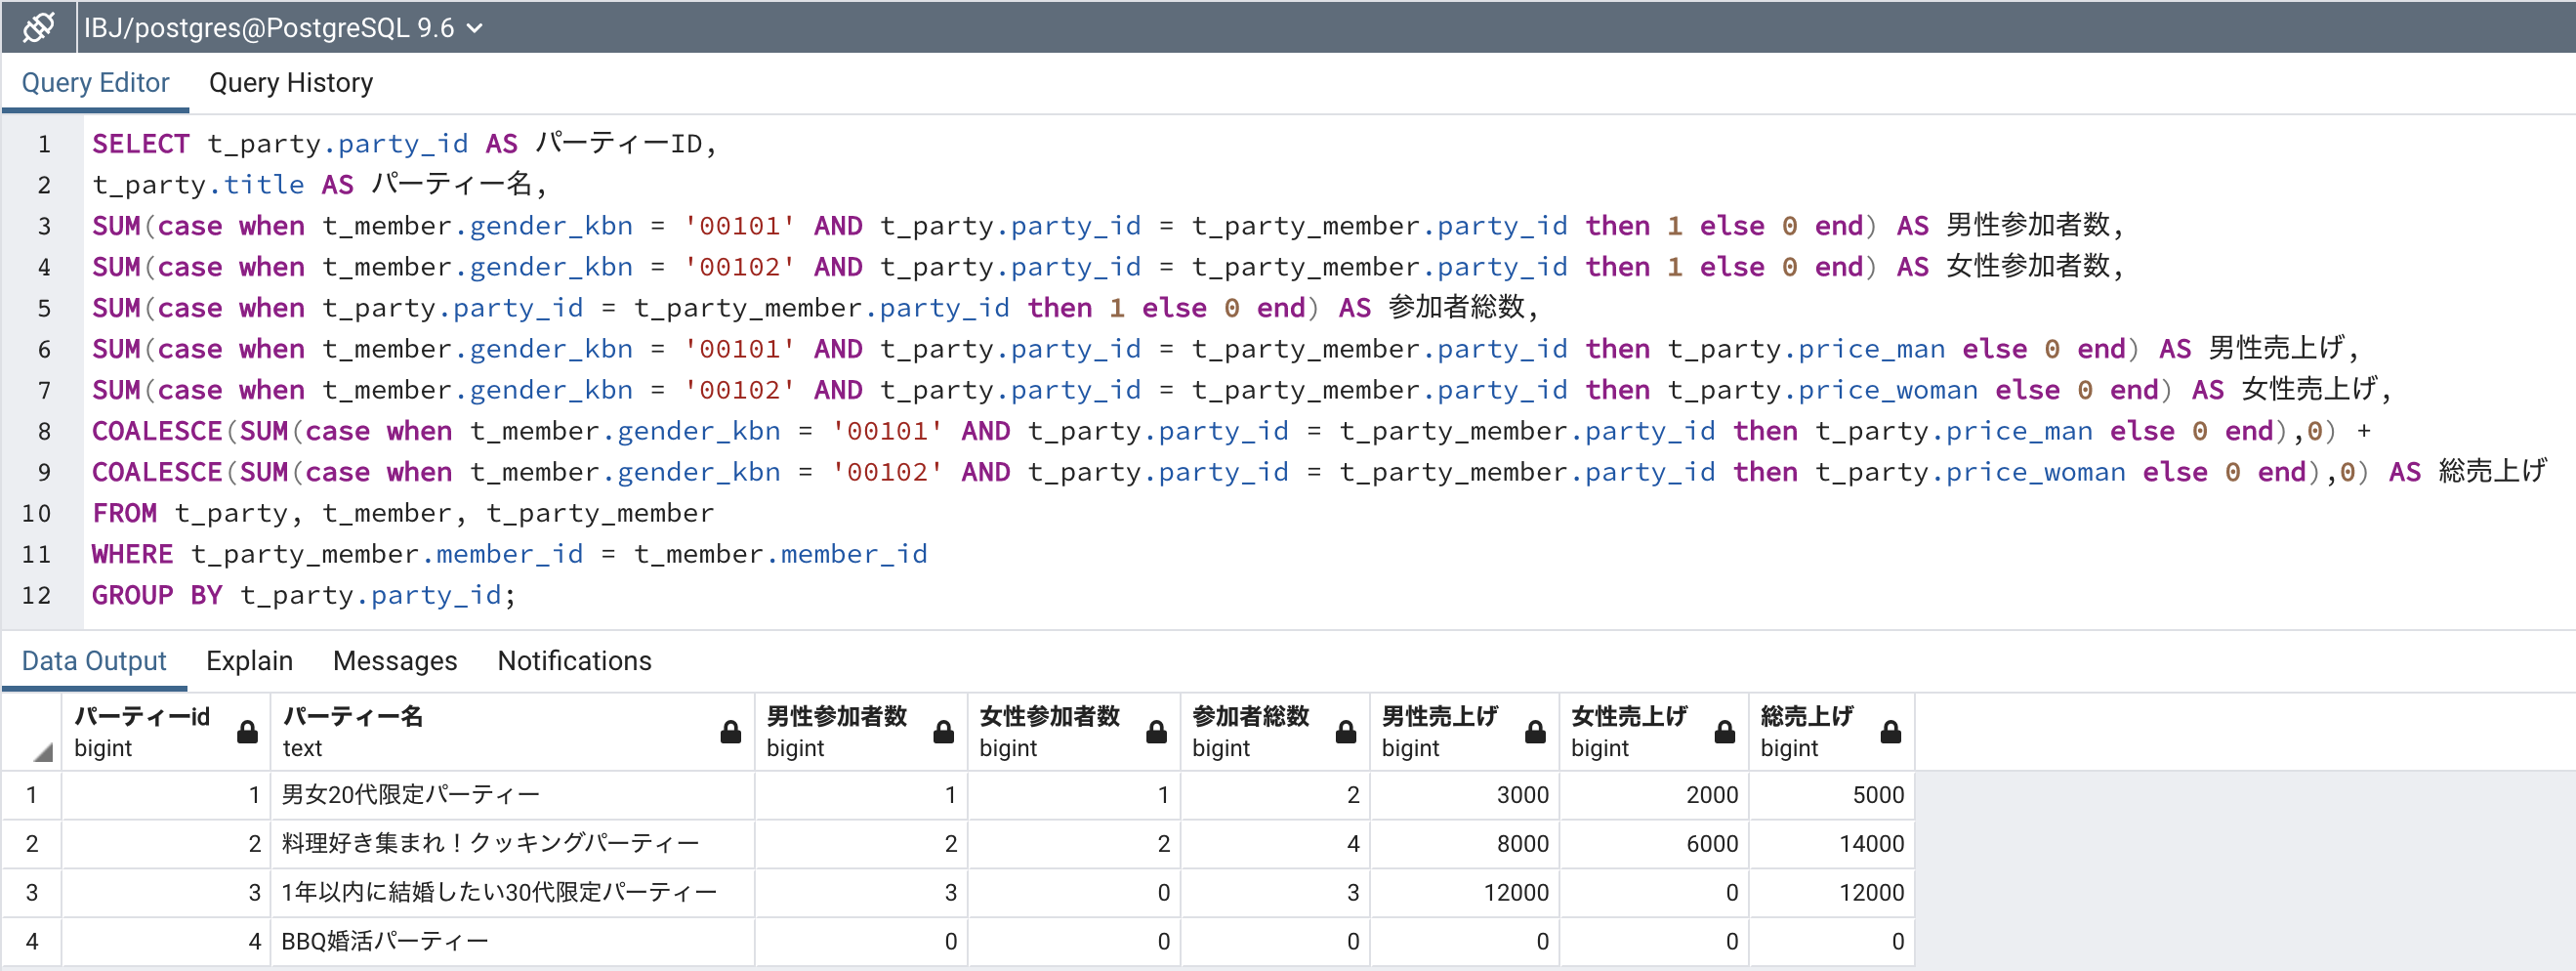 IBJ/postgres@PostgreSQL 9.6
Query Editor Query History
1 SELECT t_party.party_id AS パーティーID,
2 t_party.title AS パーティー名,
3 SUM(case when t_member.gender_kbn = '00101' AND t_party.party_id = t_party_member.party_id then 1 else 0 end) AS 男性参加者数,
4 SUM(case when t_member.gender_kbn = '00102' AND t_party.party_id = t_party_member.party_id then 1 else 0 end) AS 女性参加者数,
5 SUM(case when t_party.party_id = t_party_member.party_id then 1 else 0 end) AS 参加者総数,
6 SUM(case when t_member.gender_kbn = '00101' AND t_party.party_id = t_party_member.party_id then t_party.price_man else 0 end) AS 男性売上げ,
7 SUM(case when t_member.gender_kbn = '00102' AND t_party.party_id = t_party_member.party_id then t_party.price_woman else 0 end) AS 女性売上げ,
8 COALESCE(SUM(case when t_member.gender_kbn = '00101' AND t_party.party_id = t_party_member.party_id then t_party.price_man else 0 end),0) +
9 COALESCE(SUM(case when t_member.gender_kbn = '00102' AND t_party.party_id = t_party_member.party_id then t_party.price_woman else 0 end),0) AS 総売上げ
10 FROM t_party, t_member, t_party_member
11 WHERE t_party_member.member_id = t_member.member_id
12 GROUP BY t_party.party_id;
Data Output Explain Messages Notifications
パーティーid パーティー名 男性参加者数 女性参加者数 参加者総数 男性売上げ 女性売上げ 総売上げ
bigint text bigint bigint bigint bigint bigint bigint
1 1 男女20代限定パーティー 1 1 2 3000 2000 5000
2 2 料理好き集まれ！クッキングパーティー 2 2 4 8000 6000 14000
3 3 1年以内に結婚したい30代限定パーティー 3 0 3 12000 0 12000
4 4 BBQ婚活パーティー 0 0 0 0 0 0